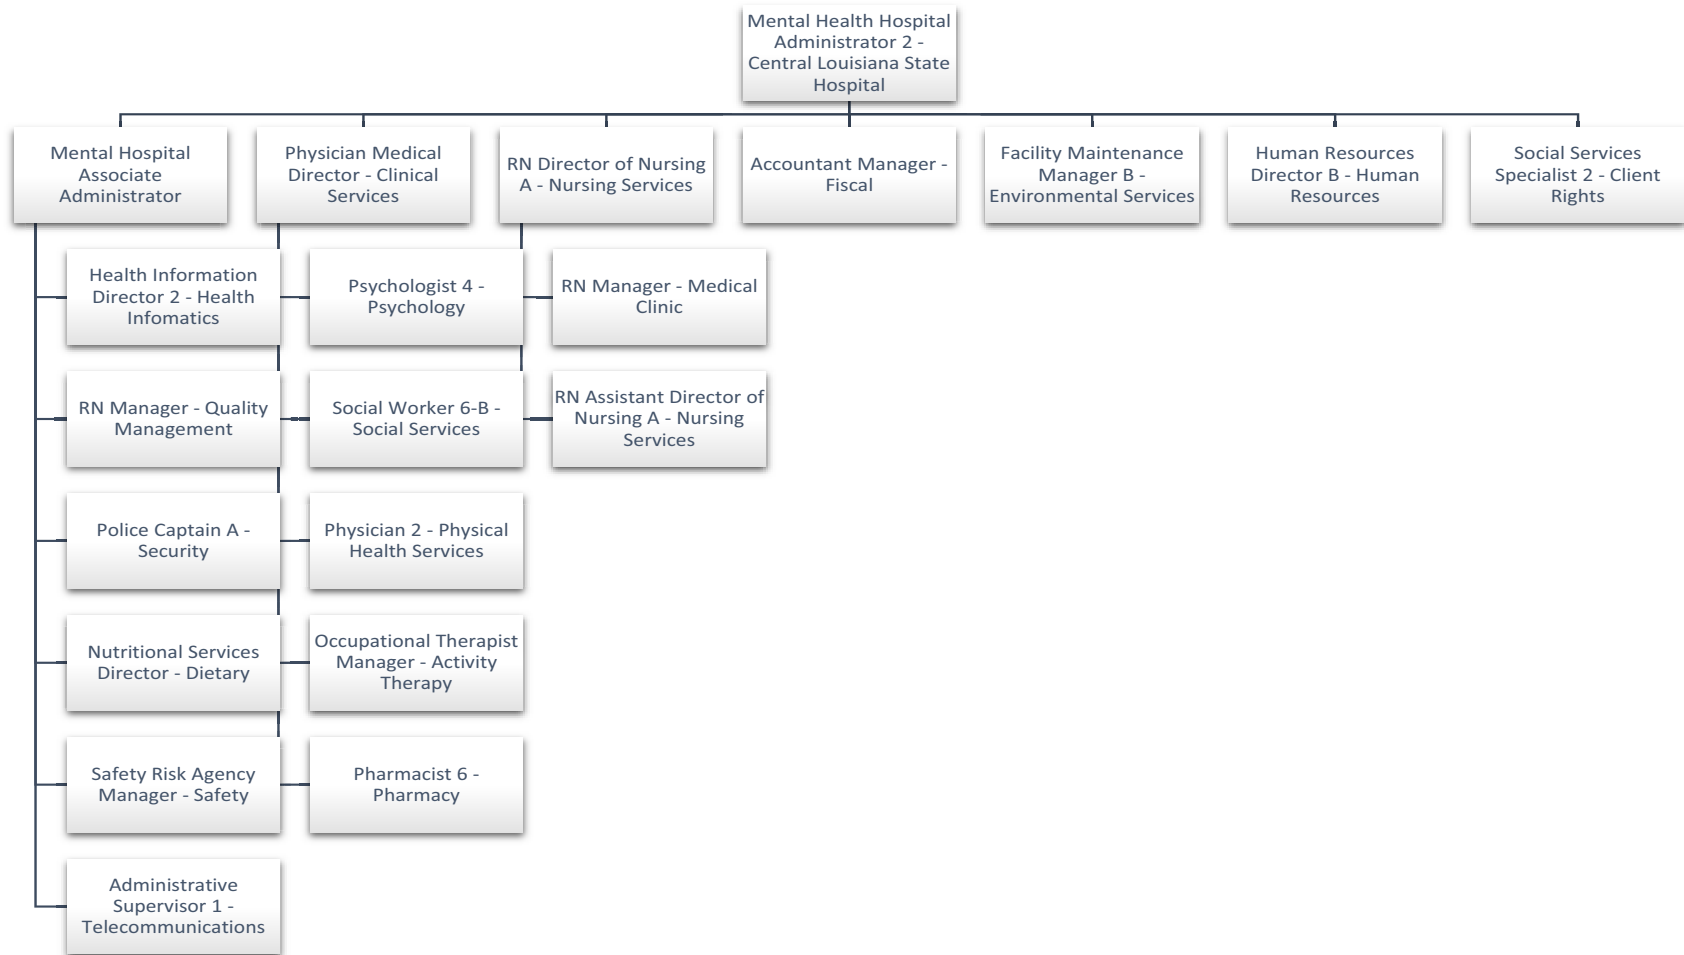 Mental Health Hospital
Administrator 2 -
Central Louisiana State
Hospital
Mental Hospital
Associate
Administrator
Physician Medical
Director - Clinical
Services
RN Director of Nursing
A - Nursing Services
Accountant Manager -
Fiscal
Facility Maintenance
Manager B -
Environmental Services
Human Resources
Director B - Human
Resources
Social Services
Specialist 2 - Client
Rights
Health Information
Director 2 - Health
Infomatics
RN Manager - Quality
Management
Police Captain A -
Security
Nutritional Services
Director - Dietary
Safety Risk Agency
Manager - Safety
Administrative
Supervisor 1 -
Telecommunications
Psychologist 4 -
Psychology
Social Worker 6-B -
Social Services
Physician 2 - Physical
Health Services
Occupational Therapist
Manager - Activity
Therapy
Pharmacist 6 -
Pharmacy
RN Manager - Medical
Clinic
RN Assistant Director of
Nursing A - Nursing
Services